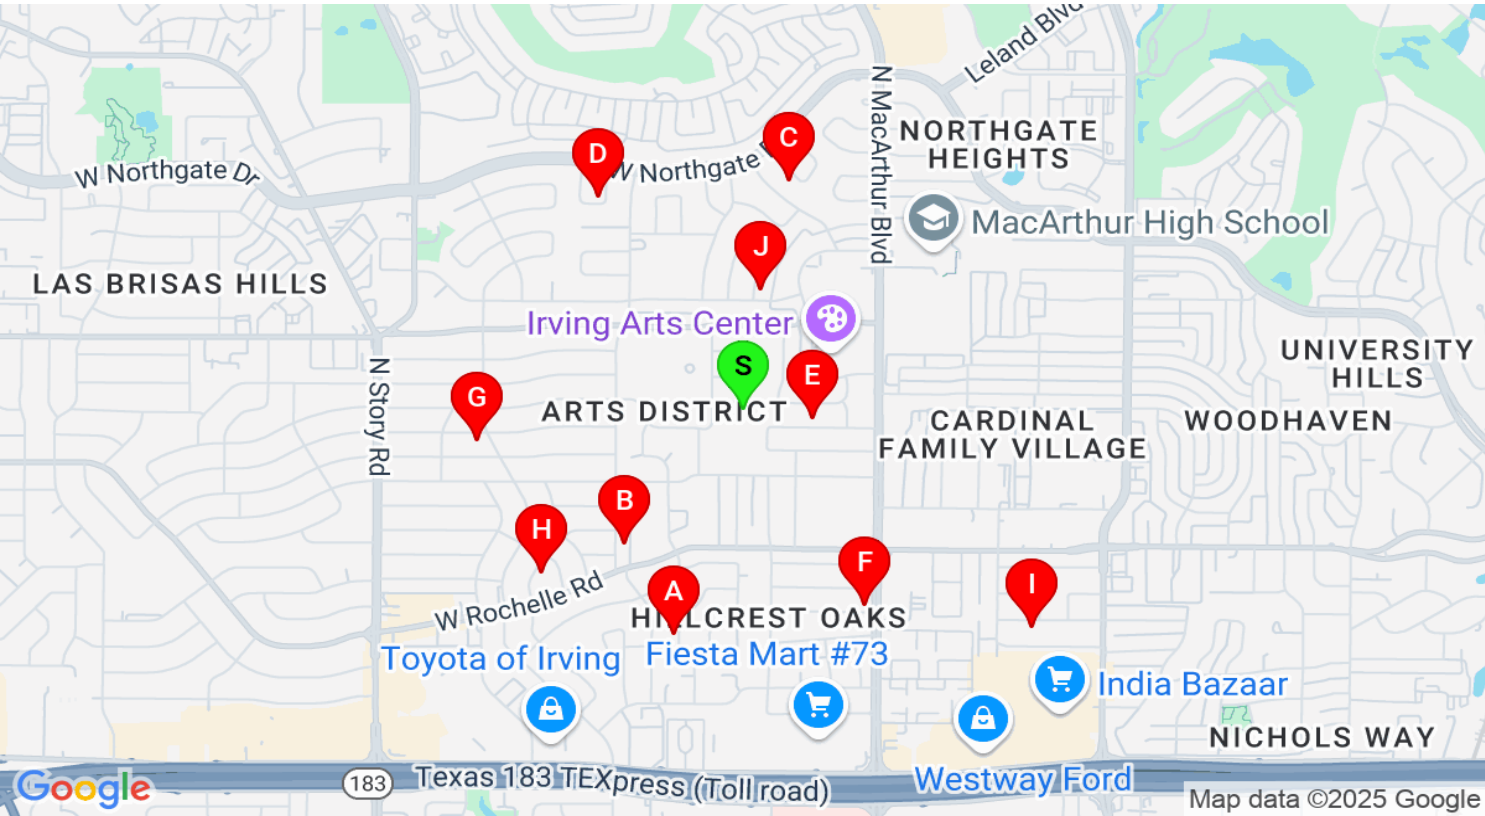 Leland Blvd
N MacArthur Blvd
NORTHGATE
HEIGHTS
C
D
W Northgate
W Northgate Dr
MacArthur High School
J
LAS BRISAS HILLS
Irving Arts Center
UNIVERSITY
HILLS
S
E
N Story Rd
G
ARTS DISTRICT
CARDINAL
FAMILY VILLAGE
WOODHAVEN
B
H
F
A
I
W Rochelle Rd
HILLCREST OAKS
Toyota of Irving
Fiesta Mart #73
India Bazaar
NICHOLS WAY
Google
183
Texas 183 TEXpress (Toll road)
Westway Ford
Map data ©2025 Google